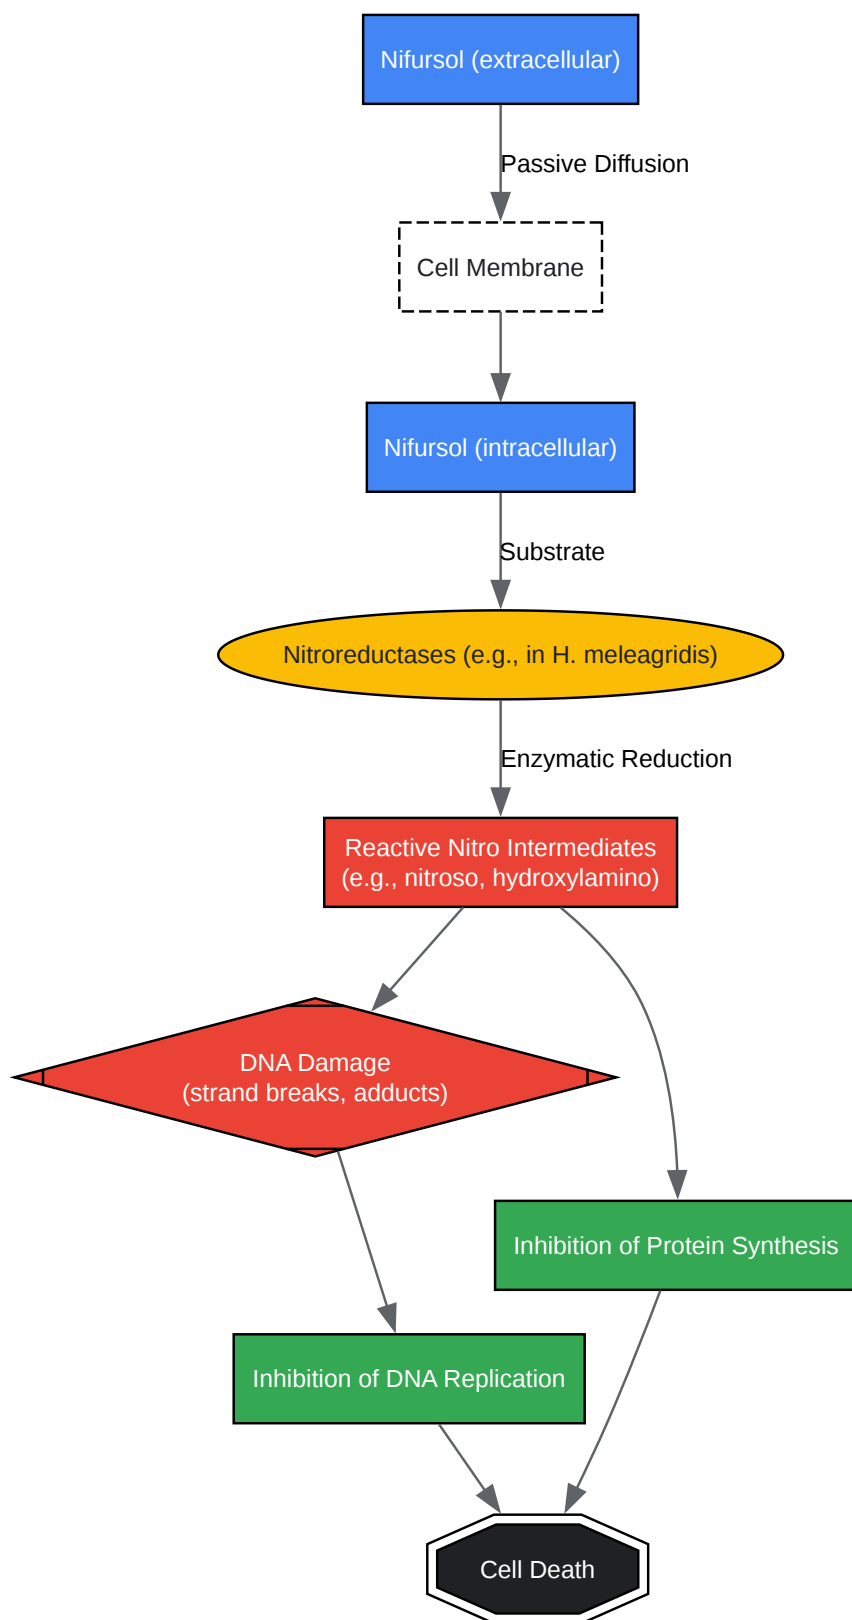 Nifursol (extracellular)
Passive Diffusion
Cell Membrane
Nifursol (intracellular)
Substrate
Nitroreductases (e.g., in H. meleagridis)
Enzymatic Reduction
Reactive Nitro Intermediates
(e.g., nitroso, hydroxylamino)
DNA Damage
(strand breaks, adducts)
Inhibition of Protein Synthesis
Inhibition of DNA Replication
Cell Death